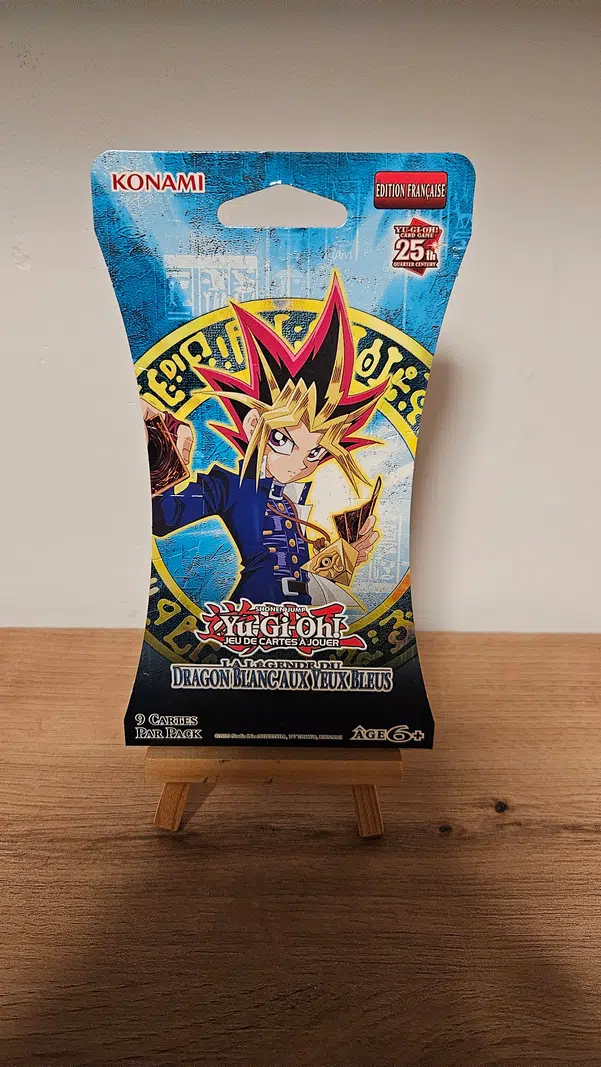 KONAMI
ÉDITION FRANÇAISE
YU-GI-OH!
CARD GAME
25th
QUARTER CENTURY
SHONEN JUMP
Yu-Gi-Oh!
JEU DE CARTES À JOUER
LA LÉGENDE DU
DRAGON BLANC AUX YEUX BLEUS
9 CARTES
PAR PACK
ÂGE 6+